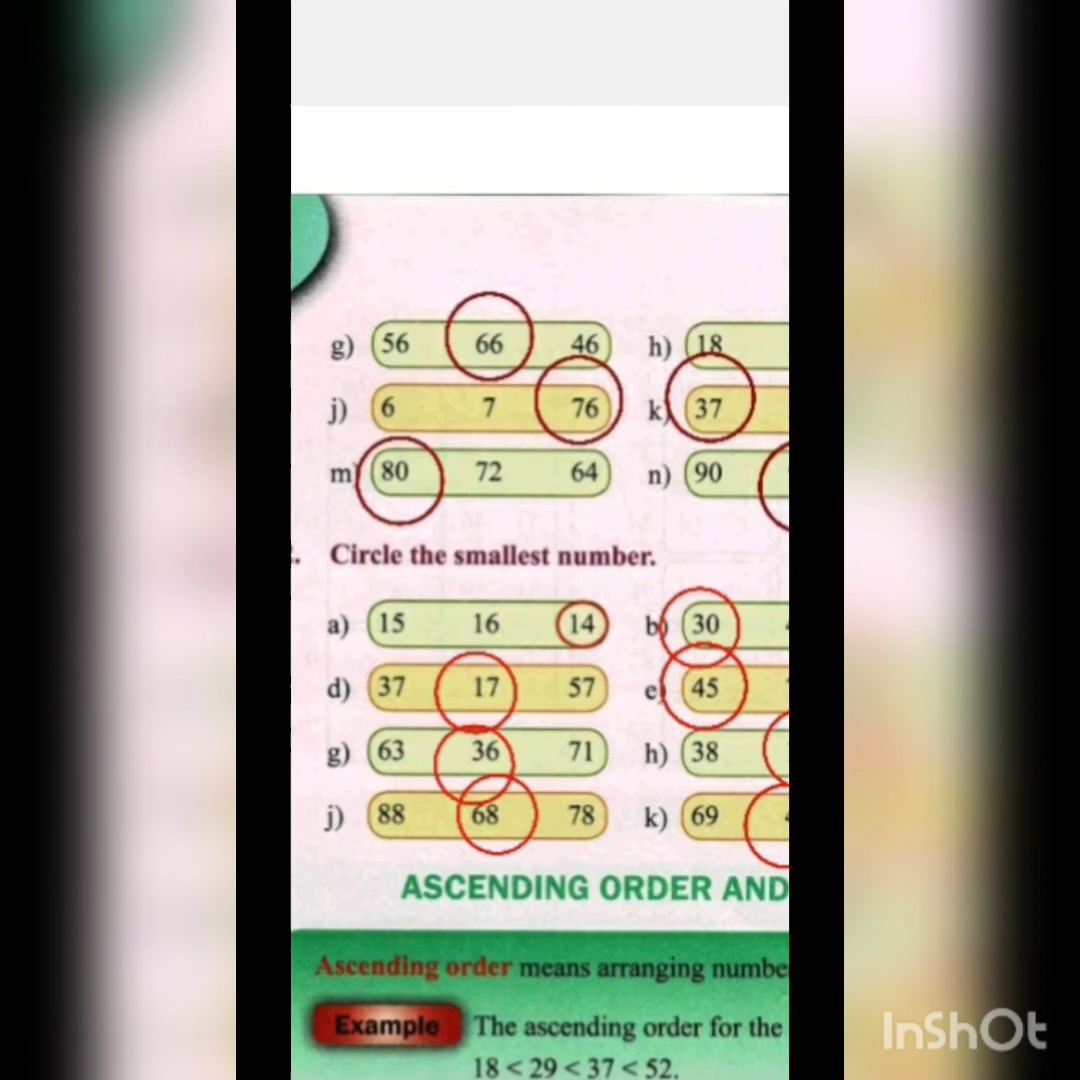 g) 56 66 46 h) 18
j) 6 7 76 k) 37
m) 80 72 64 n) 90
Circle the smallest number.
a) 15 16 14 b) 30
d) 37 17 57 e) 45
g) 63 36 71 h) 38
j) 88 68 78 k) 69
ASCENDING ORDER AND
Ascending order means arranging numbe
Example The ascending order for the
18 < 29 < 37 < 52.
InShOt